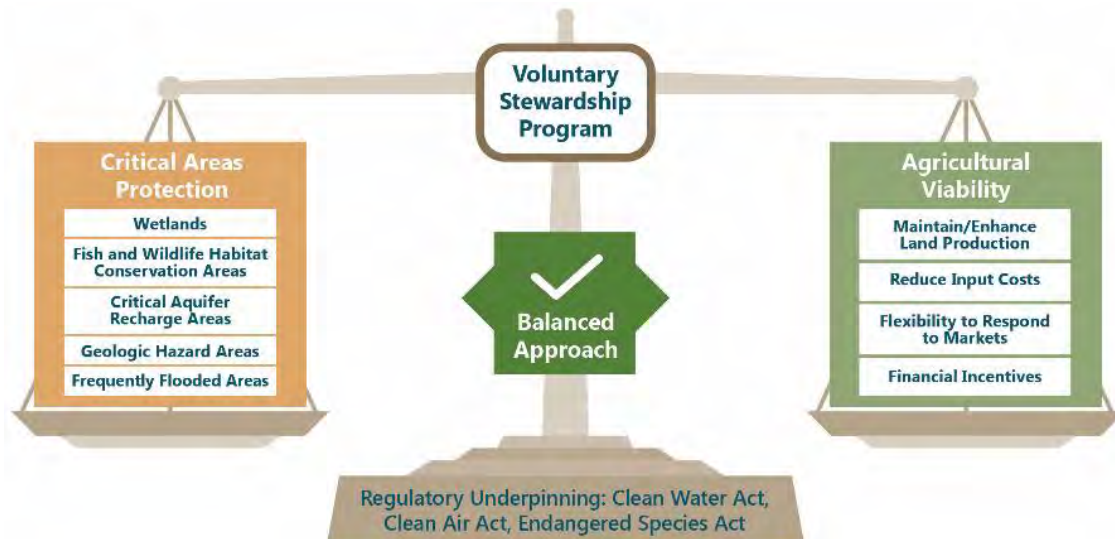 Voluntary
Stewardship
Program
Critical Areas
Protection
Wetlands
Fish and Wildlife Habitat
Conservation Areas
Critical Aquifer
Recharge Areas
Geologic Hazard Areas
Frequently Flooded Areas
Balanced
Approach
Agricultural
Viability
Maintain/Enhance
Land Production
Reduce Input Costs
Flexibility to Respond
to Markets
Financial Incentives
Regulatory Underpinning: Clean Water Act,
Clean Air Act, Endangered Species Act